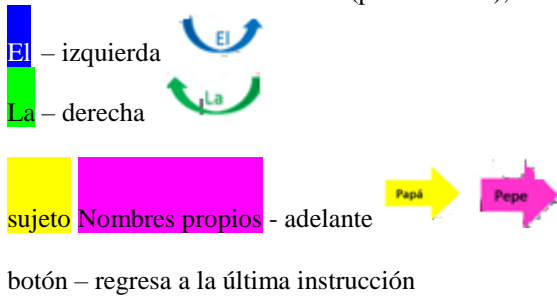 El – izquierda El
La – derecha La
sujeto Nombres propios - adelante Papá Pepe
botón – regresa a la última instrucción